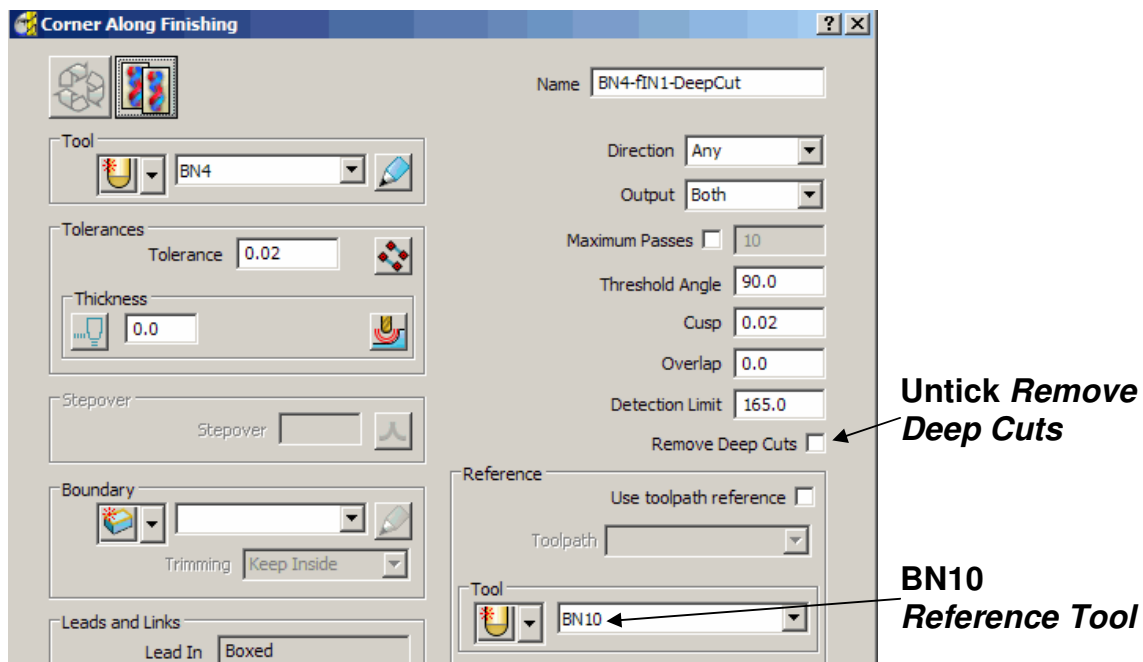 Corner Along Finishing
Name BN4-fIN1-DeepCut
Tool
BN4
Direction Any
Output Both
Tolerances
Tolerance 0.02
Maximum Passes 10
Thickness
0.0
Threshold Angle 90.0
Cusp 0.02
Overlap 0.0
Stepover
Stepover
Detection Limit 165.0
Remove Deep Cuts
Untick Remove
Deep Cuts
Boundary
Trimming Keep Inside
Reference
Use toolpath reference
Toolpath
Tool
BN10
BN10
Reference Tool
Leads and Links
Lead In Boxed